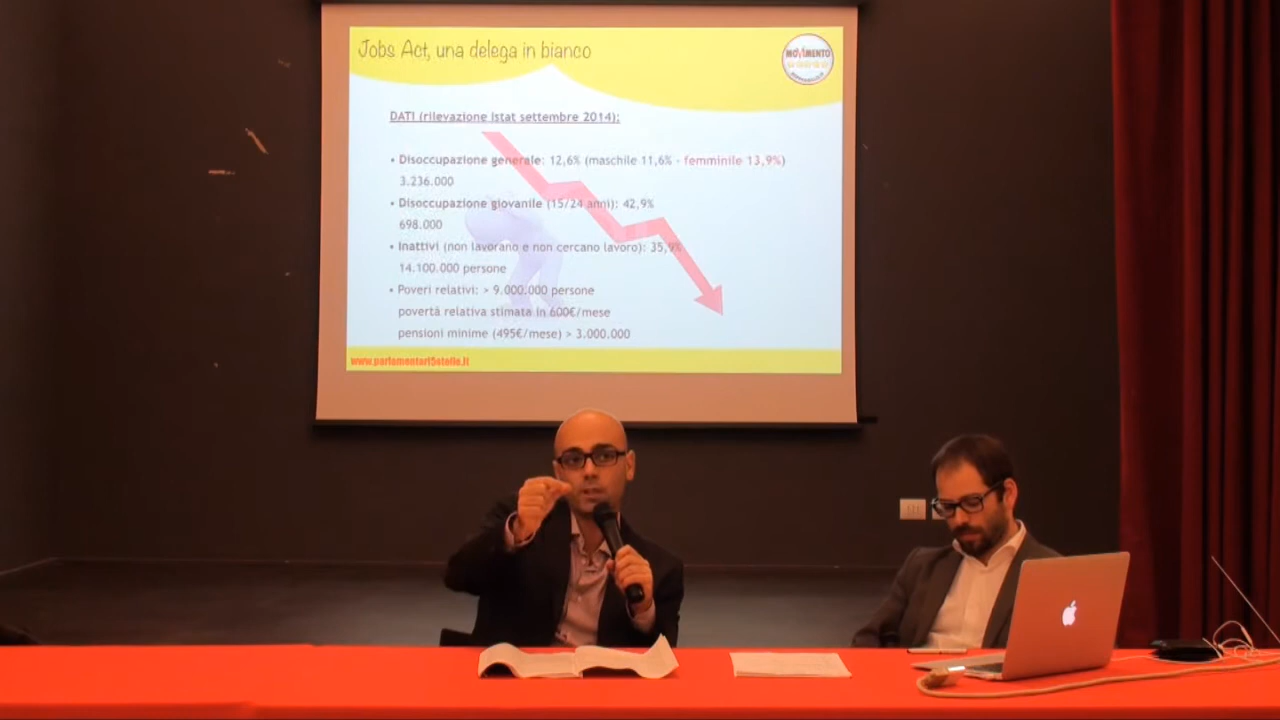 Jobs Act, una delega in bianco
MOVIMENTO
DATI (rilevazione Istat settembre 2014):
• Disoccupazione generale: 12,6% (maschile 11,6% - femminile 13,9%)
3.236.000
• Disoccupazione giovanile (15/24 anni): 42,9%
698.000
• Inattivi (non lavorano e non cercano lavoro): 35,9%
14.100.000 persone
• Poveri relativi: > 9.000.000 persone
povertà relativa stimata in 600€/mese
pensioni minime (495€/mese) > 3.000.000
www.parlamentari5stelle.it